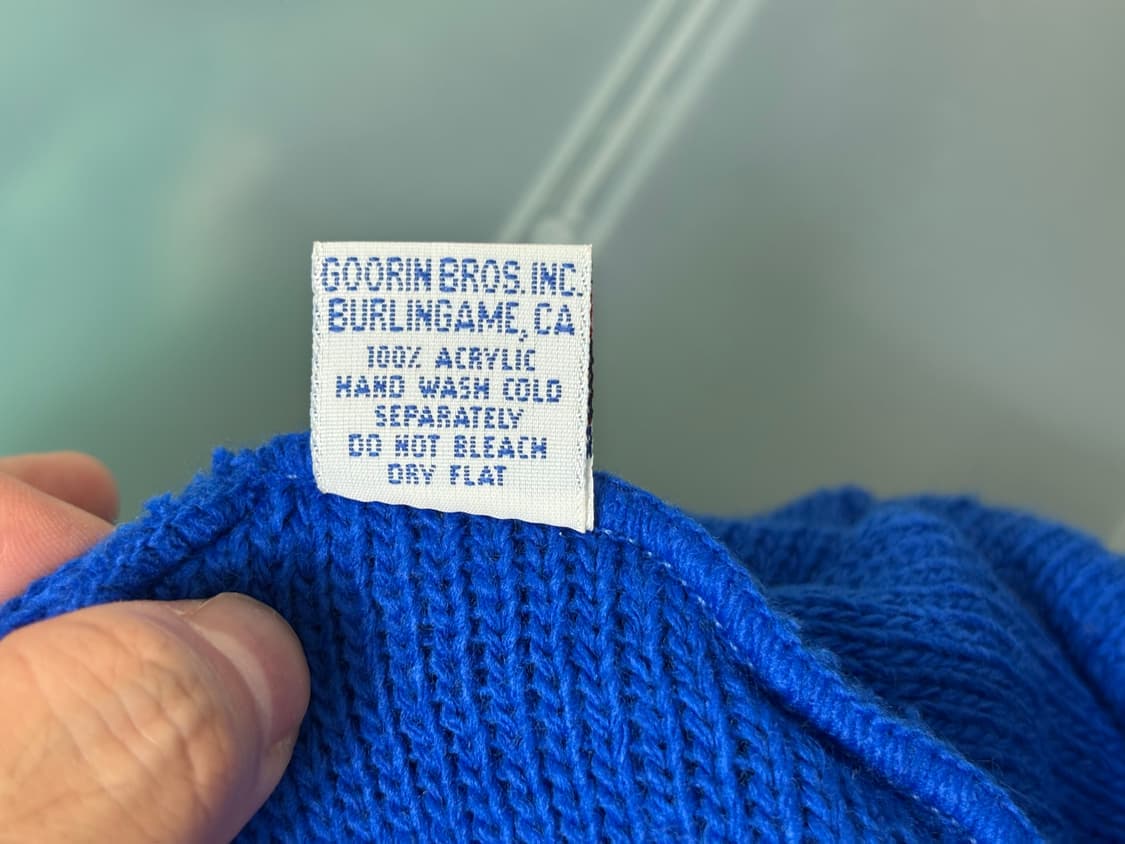 GOORIN BROS. INC.
BURLINGAME, CA
100% ACRYLIC
HAND WASH COLD
SEPARATELY
DO NOT BLEACH
DRY FLAT